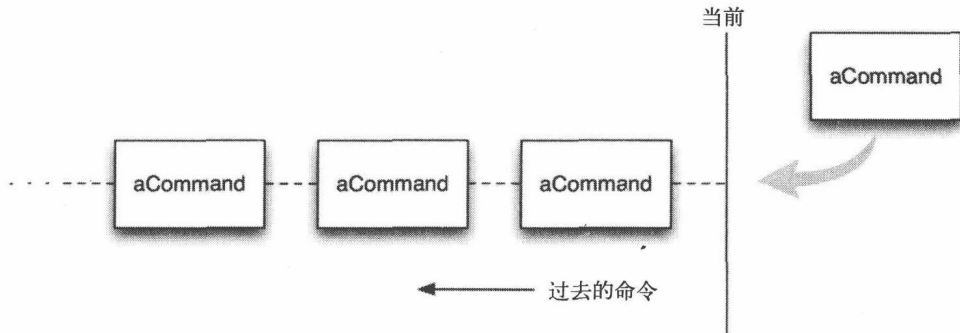 当前
aCommand
aCommand
aCommand
aCommand
过去的命令